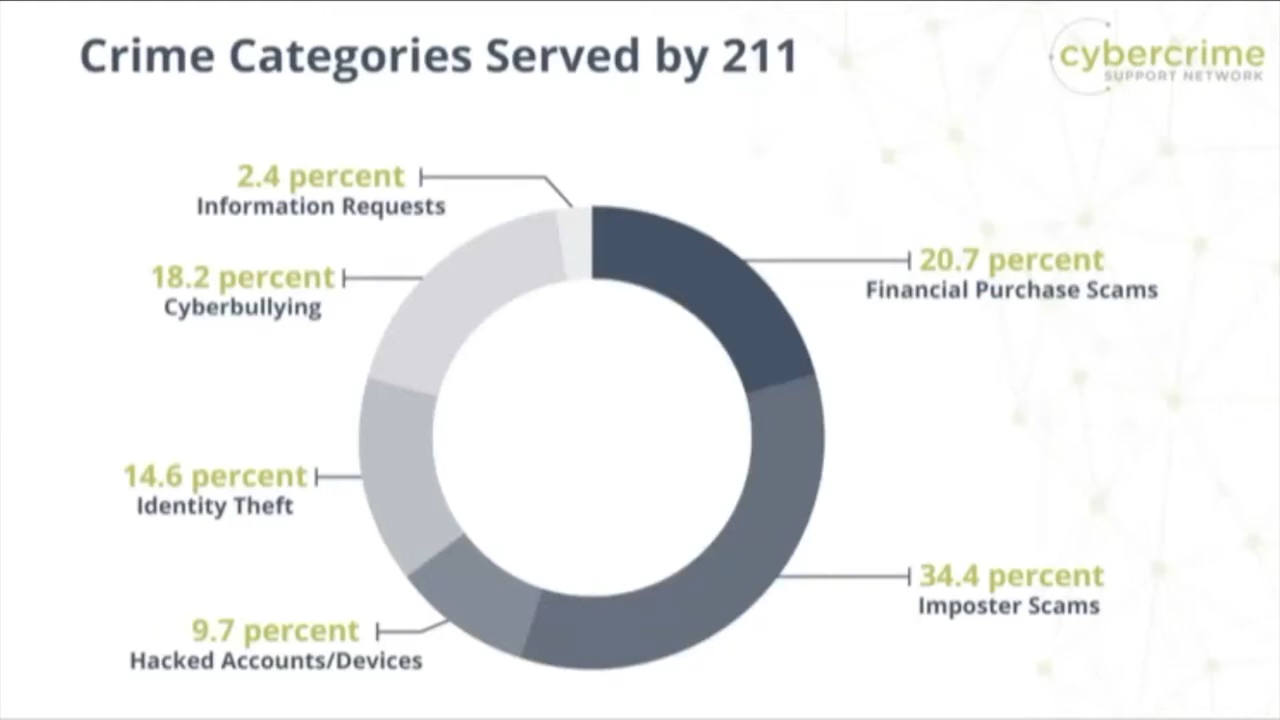 Crime Categories Served by 211
cybercrime
SUPPORT NETWORK
2.4 percent
Information Requests
20.7 percent
Financial Purchase Scams
18.2 percent
Cyberbullying
14.6 percent
Identity Theft
34.4 percent
Imposter Scams
9.7 percent
Hacked Accounts/Devices